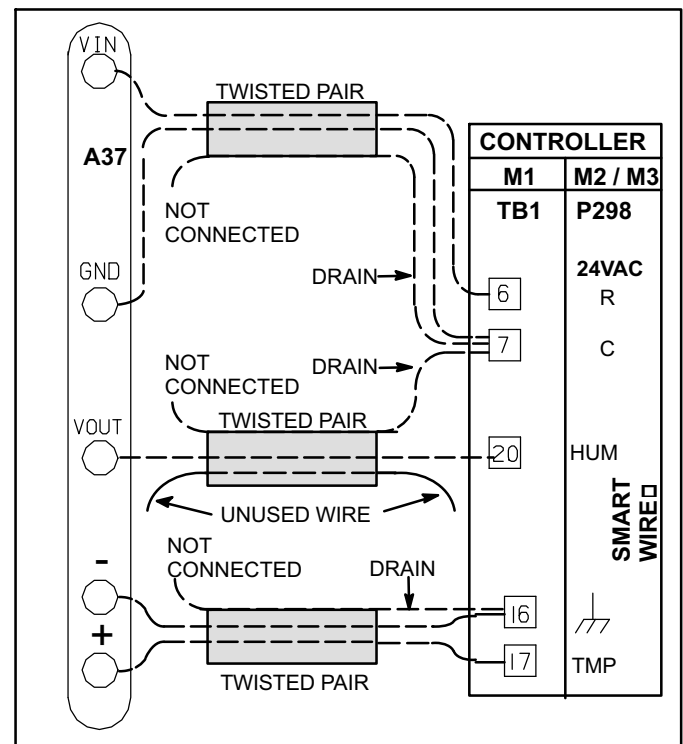 VIN
TWISTED PAIR
A37
CONTROLLER
M1 M2 / M3
TB1 P298
NOT
CONNECTED
GND
DRAIN
24VAC
6 R
7 C
NOT
CONNECTED
DRAIN
TWISTED PAIR
VOUT
20 HUM
UNUSED WIRE
SMART
WIRE□
NOT
CONNECTED
DRAIN
-
16
+
17 TMP
TWISTED PAIR